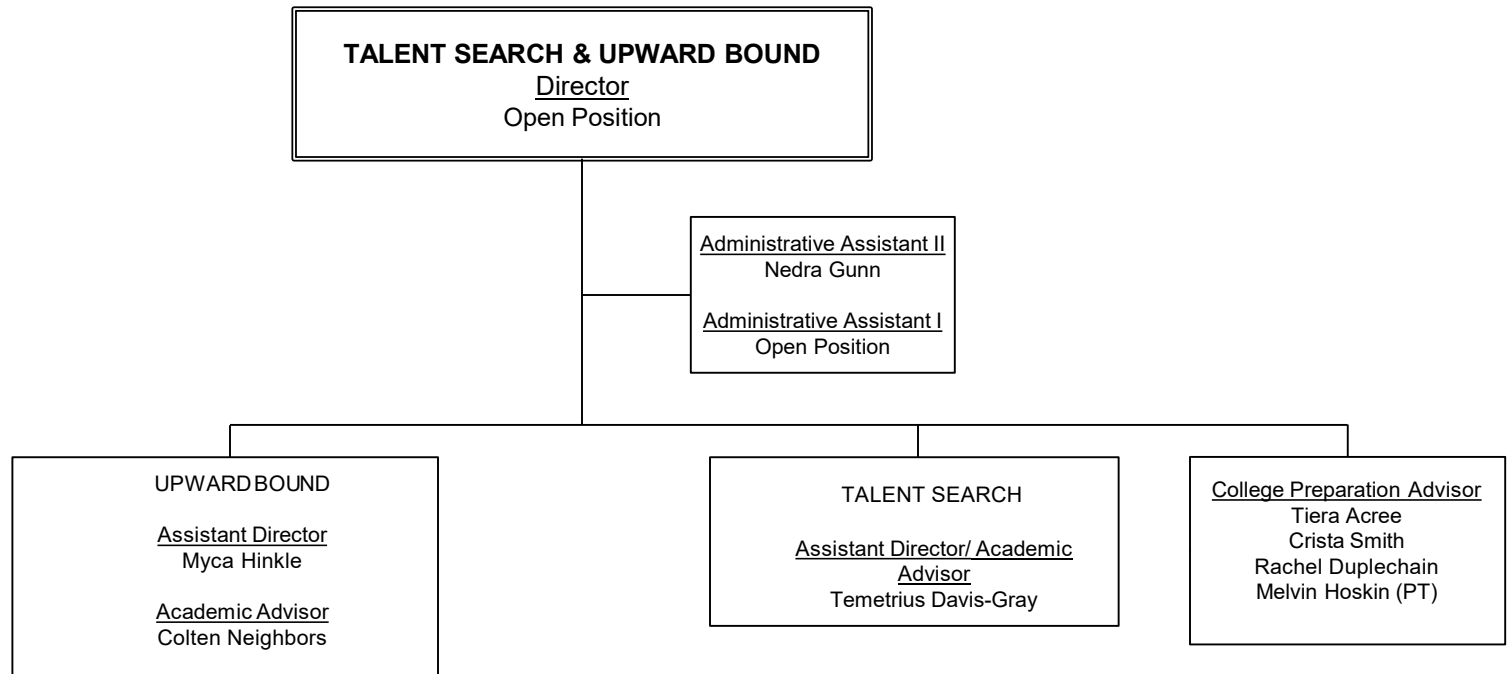 TALENT SEARCH & UPWARD BOUND
Director
Open Position
Administrative Assistant II
Nedra Gunn
Administrative Assistant I
Open Position
UPWARD BOUND
Assistant Director
Myca Hinkle
Academic Advisor
Colten Neighbors
TALENT SEARCH
Assistant Director/ Academic
Advisor
Temetrius Davis-Gray
College Preparation Advisor
Tiera Acree
Crista Smith
Rachel Duplechain
Melvin Hoskin (PT)